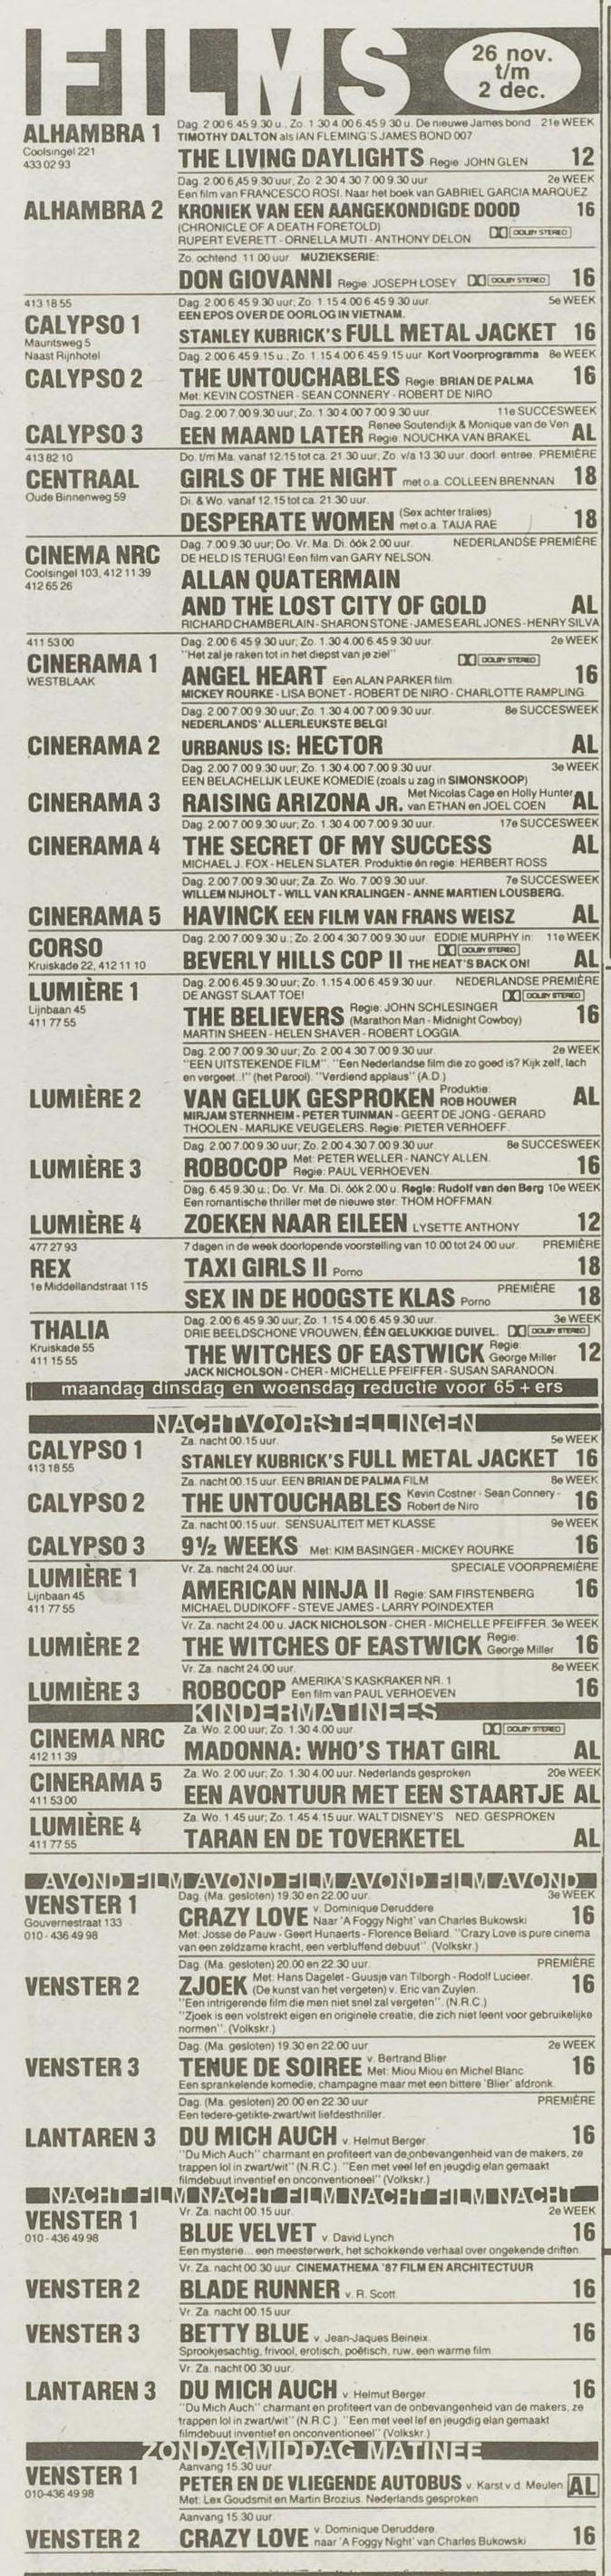 FILMS
26 nov.
t/m
2 dec.
ALHAMBRA 1
Coolsingel 221
433 02 93
Dag. 2.00 6.45 9.30 u., Zo. 1.30 4.00 6.45 9.30 u. De nieuwe James bond 21e WEEK
TIMOTHY DALTON als IAN FLEMING'S JAMES BOND 007
THE LIVING DAYLIGHTS Regie JOHN GLEN 12
Dag. 2.00 6,45 9.30 uur, Zo. 2.30 4.30 7.00 9.30 uur 2e WEEK
Een film van FRANCESCO ROSI. Naar het boek van GABRIEL GARCIA MARQUEZ
ALHAMBRA 2 KRONIEK VAN EEN AANGEKONDIGDE DOOD 16
(CHRONICLE OF A DEATH FORETOLD)
RUPERT EVERETT - ORNELLA MUTI - ANTHONY DELON DOLBY STEREO
Zo. ochtend 11.00 uur MUZIEKSERIE:
DON GIOVANNI Regie: JOSEPH LOSEY DOLBY STEREO 16
413 18 55
CALYPSO 1
Mauritsweg 5
Naast Rijnhotel
Dag. 2.00 6.45 9.30 uur; Zo. 1.15 4.00 6.45 9.30 uur. 5e WEEK
EEN EPOS OVER DE OORLOG IN VIETNAM.
STANLEY KUBRICK'S FULL METAL JACKET 16
Dag. 2.00 6.45 9.15 u., Zo. 1.15 4.00 6.45 9.15 uur. Kort Voorprogramma 8e WEEK
CALYPSO 2 THE UNTOUCHABLES Regie: BRIAN DE PALMA 16
Met: KEVIN COSTNER - SEAN CONNERY - ROBERT DE NIRO
Dag. 2.00 7.00 9.30 uur; Zo. 1.30 4.00 7.00 9.30 uur. 11e SUCCESWEEK
CALYPSO 3 EEN MAAND LATER Renee Soutendijk & Monique van de Ven
Regie: NOUCHKA VAN BRAKEL AL
413 82 10
CENTRAAL
Oude Binnenweg 59
Do. t/m Ma. vanaf 12.15 tot ca. 21.30 uur, Zo. v/a 13.30 uur. doorl. entree. PREMIÈRE
GIRLS OF THE NIGHT met o.a. COLLEEN BRENNAN 18
Di. & Wo. vanaf 12.15 tot ca. 21.30 uur.
DESPERATE WOMEN (Sex achter tralies)
met o.a. TAIJA RAE 18
CINEMA NRC
Coolsingel 103, 412 11 39
412 65 26
Dag. 7.00 9.30 uur; Do. Vr. Ma. Di. óók 2.00 uur. NEDERLANDSE PREMIÈRE
DE HELD IS TERUG! Een film van GARY NELSON.
ALLAN QUATERMAIN
AND THE LOST CITY OF GOLD AL
RICHARD CHAMBERLAIN - SHARON STONE - JAMES EARL JONES - HENRY SILVA
411 53 00
CINERAMA 1
WESTBLAAK
Dag. 2.00 6.45 9.30 uur; Zo. 1.30 4.00 6.45 9.30 uur. 2e WEEK
"Het zal je raken tot in het diepst van je ziel" DOLBY STEREO
ANGEL HEART Een ALAN PARKER film. 16
MICKEY ROURKE - LISA BONET - ROBERT DE NIRO - CHARLOTTE RAMPLING.
Dag. 2.00 7.00 9.30 uur; Zo. 1.30 4.00 7.00 9.30 uur. 8e SUCCESWEEK
NEDERLANDS' ALLERLEUKSTE BELG!
CINERAMA 2 URBANUS IS: HECTOR AL
Dag. 2.00 7.00 9.30 uur; Zo. 1.30 4.00 7.00 9.30 uur. 3e WEEK
EEN BELACHELIJK LEUKE KOMEDIE (zoals u zag in SIMONSKOOP)
CINERAMA 3 RAISING ARIZONA JR. Met Nicolas Cage en Holly Hunter
van ETHAN en JOEL COEN AL
Dag. 2.00 7.00 9.30 uur; Zo. 1.30 4.00 7.00 9.30 uur. 17e SUCCESWEEK
CINERAMA 4 THE SECRET OF MY SUCCESS AL
MICHAEL J. FOX - HELEN SLATER. Produktie én regie: HERBERT ROSS
Dag. 2.00 7.00 9.30 uur; Za. Zo. Wo. 7.00 9.30 uur. 7e SUCCESWEEK
WILLEM NIJHOLT - WILL VAN KRALINGEN - ANNE MARTIEN LOUSBERG.
CINERAMA 5 HAVINCK EEN FILM VAN FRANS WEISZ AL
CORSO
Kruiskade 22, 412 11 10
Dag. 2.00 7.00 9.30 u.; Zo. 2.00 4.30 7.00 9.30 uur. EDDIE MURPHY in: 11e WEEK
DOLBY STEREO
BEVERLY HILLS COP II THE HEAT'S BACK ON! AL
LUMIÈRE 1
Lijnbaan 45
411 77 55
Dag. 2.00 6.45 9.30 uur; Zo. 1.15 4.00 6.45 9.30 uur. NEDERLANDSE PREMIÈRE
DE ANGST SLAAT TOE! DOLBY STEREO
THE BELIEVERS Regie: JOHN SCHLESINGER
(Marathon Man - Midnight Cowboy) 16
MARTIN SHEEN - HELEN SHAVER - ROBERT LOGGIA.
Dag. 2.00 7.00 9.30 uur; Zo. 2.00 4.30 7.00 9.30 uur. 2e WEEK
"EEN UITSTEKENDE FILM". "Een Nederlandse film die zo goed is? Kijk zelf, lach
en vergeet..!" (het Parool). "Verdiend applaus" (A.D.)
LUMIÈRE 2 VAN GELUK GESPROKEN Produktie:
ROB HOUWER AL
MIRJAM STERNHEIM - PETER TUINMAN - GEERT DE JONG - GERARD
THOOLEN - MARIJKE VEUGELERS. Regie: PIETER VERHOEFF.
Dag. 2.00 7.00 9.30 uur; Zo. 2.00 4.30 7.00 9.30 uur. 8e SUCCESWEEK
LUMIÈRE 3 ROBOCOP Met: PETER WELLER - NANCY ALLEN.
Regie: PAUL VERHOEVEN. 16
Dag. 6.45 9.30 u.; Do. Vr. Ma. Di. óók 2.00 u. Regie: Rudolf van den Berg 10e WEEK
Een romantische thriller met de nieuwe ster: THOM HOFFMAN.
LUMIÈRE 4 ZOEKEN NAAR EILEEN LYSETTE ANTHONY 12
477 27 93
REX
1e Middellandstraat 115
7 dagen in de week doorlopende voorstelling van 10.00 tot 24.00 uur. PREMIÈRE
TAXI GIRLS II Porno 18
SEX IN DE HOOGSTE KLAS Porno PREMIÈRE 18
THALIA
Kruiskade 55
411 15 55
Dag. 2.00 6.45 9.30 uur; Zo. 1.15 4.00 6.45 9.30 uur. 3e WEEK
DRIE BEELDSCHONE VROUWEN, ÉÉN GELUKKIGE DUIVEL. DOLBY STEREO
THE WITCHES OF EASTWICK Regie:
George Miller 12
JACK NICHOLSON - CHER - MICHELLE PFEIFFER - SUSAN SARANDON.
maandag dinsdag en woensdag reductie voor 65+ers
NACHTVOORSTELLINGEN
CALYPSO 1
413 18 55
Za. nacht 00.15 uur. 5e WEEK
STANLEY KUBRICK'S FULL METAL JACKET 16
Za. nacht 00.15 uur. EEN BRIAN DE PALMA FILM 8e WEEK
CALYPSO 2 THE UNTOUCHABLES Kevin Costner - Sean Connery -
Robert de Niro 16
Za. nacht 00.15 uur. SENSUALITEIT MET KLASSE 9e WEEK
CALYPSO 3 9½ WEEKS Met: KIM BASINGER - MICKEY ROURKE 16
LUMIÈRE 1
Lijnbaan 45
411 77 55
Vr. Za. nacht 24.00 uur. SPECIALE VOORPREMIÈRE
AMERICAN NINJA II Regie: SAM FIRSTENBERG 16
MICHAEL DUDIKOFF - STEVE JAMES - LARRY POINDEXTER
Vr. Za. nacht 24.00 u. JACK NICHOLSON - CHER - MICHELLE PFEIFFER. 3e WEEK
LUMIÈRE 2 THE WITCHES OF EASTWICK Regie:
George Miller 16
Vr. Za. nacht 24.00 uur. 8e WEEK
LUMIÈRE 3 ROBOCOP AMERIKA'S KASKRAKER NR. 1
Een film van PAUL VERHOEVEN 16
KINDERMATINEES
CINEMA NRC
412 11 39
Za. Wo. 2.00 uur; Zo. 1.30 4.00 uur. DOLBY STEREO
MADONNA: WHO'S THAT GIRL AL
CINERAMA 5
411 53 00
Za. Wo. 2.00 uur; Zo. 1.30 4.00 uur. Nederlands gesproken 20e WEEK
EEN AVONTUUR MET EEN STAARTJE AL
LUMIÈRE 4
411 77 55
Za. Wo. 1.45 uur; Zo. 1.45 4.15 uur. WALT DISNEY'S NED. GESPROKEN
TARAN EN DE TOVERKETEL AL
AVOND FILM AVOND FILM AVOND FILM AVOND
VENSTER 1
Gouvernestraat 133
010 - 436 49 98
Dag. (Ma. gesloten) 19.30 en 22.00 uur. 3e WEEK
CRAZY LOVE v. Dominique Deruddere
Naar 'A Foggy Night' van Charles Bukowski 16
Met: Josse de Pauw - Geert Hunaerts - Florence Beliard. "Crazy Love is pure cinema
van een zeldzame kracht, een verbluffend debuut". (Volkskr.)
Dag. (Ma. gesloten) 20.00 en 22.30 uur. PREMIÈRE
VENSTER 2 ZJOEK Met: Hans Dagelet - Guusje van Tilborgh - Rodolf Lucieer.
(De kunst van het vergeten) v. Eric van Zuylen. 16
"Een intrigerende film die men niet snel zal vergeten". (N.R.C.)
"Zjoek is een volstrekt eigen en originele creatie, die zich niet leent voor gebruikelijke
normen". (Volkskr.)
Dag. (Ma. gesloten) 19.30 en 22.00 uur. 2e WEEK
VENSTER 3 TENUE DE SOIREE v. Bertrand Blier
Met: Miou Miou en Michel Blanc 16
Een sprankelende komedie, champagne maar met een bittere 'Blier' afdronk.
Dag. (Ma. gesloten) 20.00 en 22.30 uur PREMIÈRE
Een tedere-getikte-zwart/wit liefdesthriller.
LANTAREN 3 DU MICH AUCH v. Helmut Berger. 16
"Du Mich Auch" charmant en profiteert van de onbevangenheid van de makers, ze
trappen lol in zwart/wit" (N.R.C.). "Een met veel lef en jeugdig elan gemaakt
filmdebuut inventief en onconventioneel" (Volkskr.)
NACHT FILM NACHT FILM NACHT FILM NACHT
VENSTER 1
010 - 436 49 98
Vr. Za. nacht 00.15 uur. 2e WEEK
BLUE VELVET v. David Lynch 16
Een mysterie... een meesterwerk, het schokkende verhaal over ongekende driften.
Vr. Za. nacht 00.30 uur. CINEMATHEMA '87 FILM EN ARCHITECTUUR
VENSTER 2 BLADE RUNNER v. R. Scott. 16
Vr. Za. nacht 00.15 uur.
VENSTER 3 BETTY BLUE v. Jean-Jaques Beineix. 16
Sprookjesachtig, frivool, erotisch, poëtisch, ruw, een warme film.
Vr. Za. nacht 00.30 uur.
LANTAREN 3 DU MICH AUCH v. Helmut Berger. 16
"Du Mich Auch" charmant en profiteert van de onbevangenheid van de makers, ze
trappen lol in zwart/wit" (N.R.C.). "Een met veel lef en jeugdig elan gemaakt
filmdebuut inventief en onconventioneel" (Volkskr.)
ZONDAGMIDDAG MATINEE
VENSTER 1
010-436 49 98
Aanvang 15.30 uur.
PETER EN DE VLIEGENDE AUTOBUS v. Karst v.d. Meulen. AL
Met: Lex Goudsmit en Martin Brozius. Nederlands gesproken
Aanvang 15.30 uur.
VENSTER 2 CRAZY LOVE v. Dominique Deruddere.
naar 'A Foggy Night' van Charles Bukowski 16